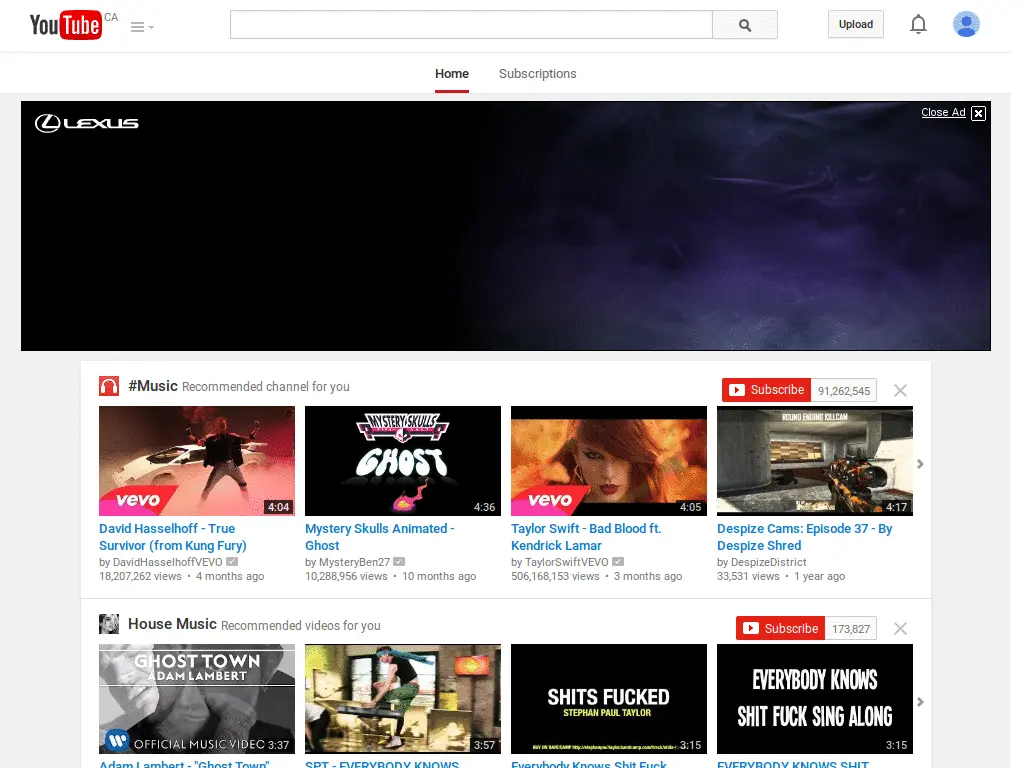 YouTube CA
Upload
Home Subscriptions
LEXUS
Close Ad
#Music Recommended channel for you
Subscribe 91,262,545
vevo
4:04
MYSTERY SKULLS
GHOST
4:36
vevo
4:05
ROUND ENDING KILLCAM
4:17
David Hasselhoff - True
Survivor (from Kung Fury)
by DavidHasselhoffVEVO
18,207,262 views • 4 months ago
Mystery Skulls Animated -
Ghost
by MysteryBen27
10,288,956 views • 10 months ago
Taylor Swift - Bad Blood ft.
Kendrick Lamar
by TaylorSwiftVEVO
506,168,153 views • 3 months ago
Despize Cams: Episode 37 - By
Despize Shred
by DespizeDistrict
33,531 views • 1 year ago
House Music Recommended videos for you
Subscribe 173,827
GHOST TOWN
ADAM LAMBERT
OFFICIAL MUSIC VIDEO 3:37
3:57
SHITS FUCKED
STEPHAN PAUL TAYLOR
3:15
EVERYBODY KNOWS
SHIT FUCK SING ALONG
3:15
Adam Lambert - "Ghost Town"
SPT - EVERYBODY KNOWS
Everybody Knows Shit Fuck
EVERYBODY KNOWS SHIT